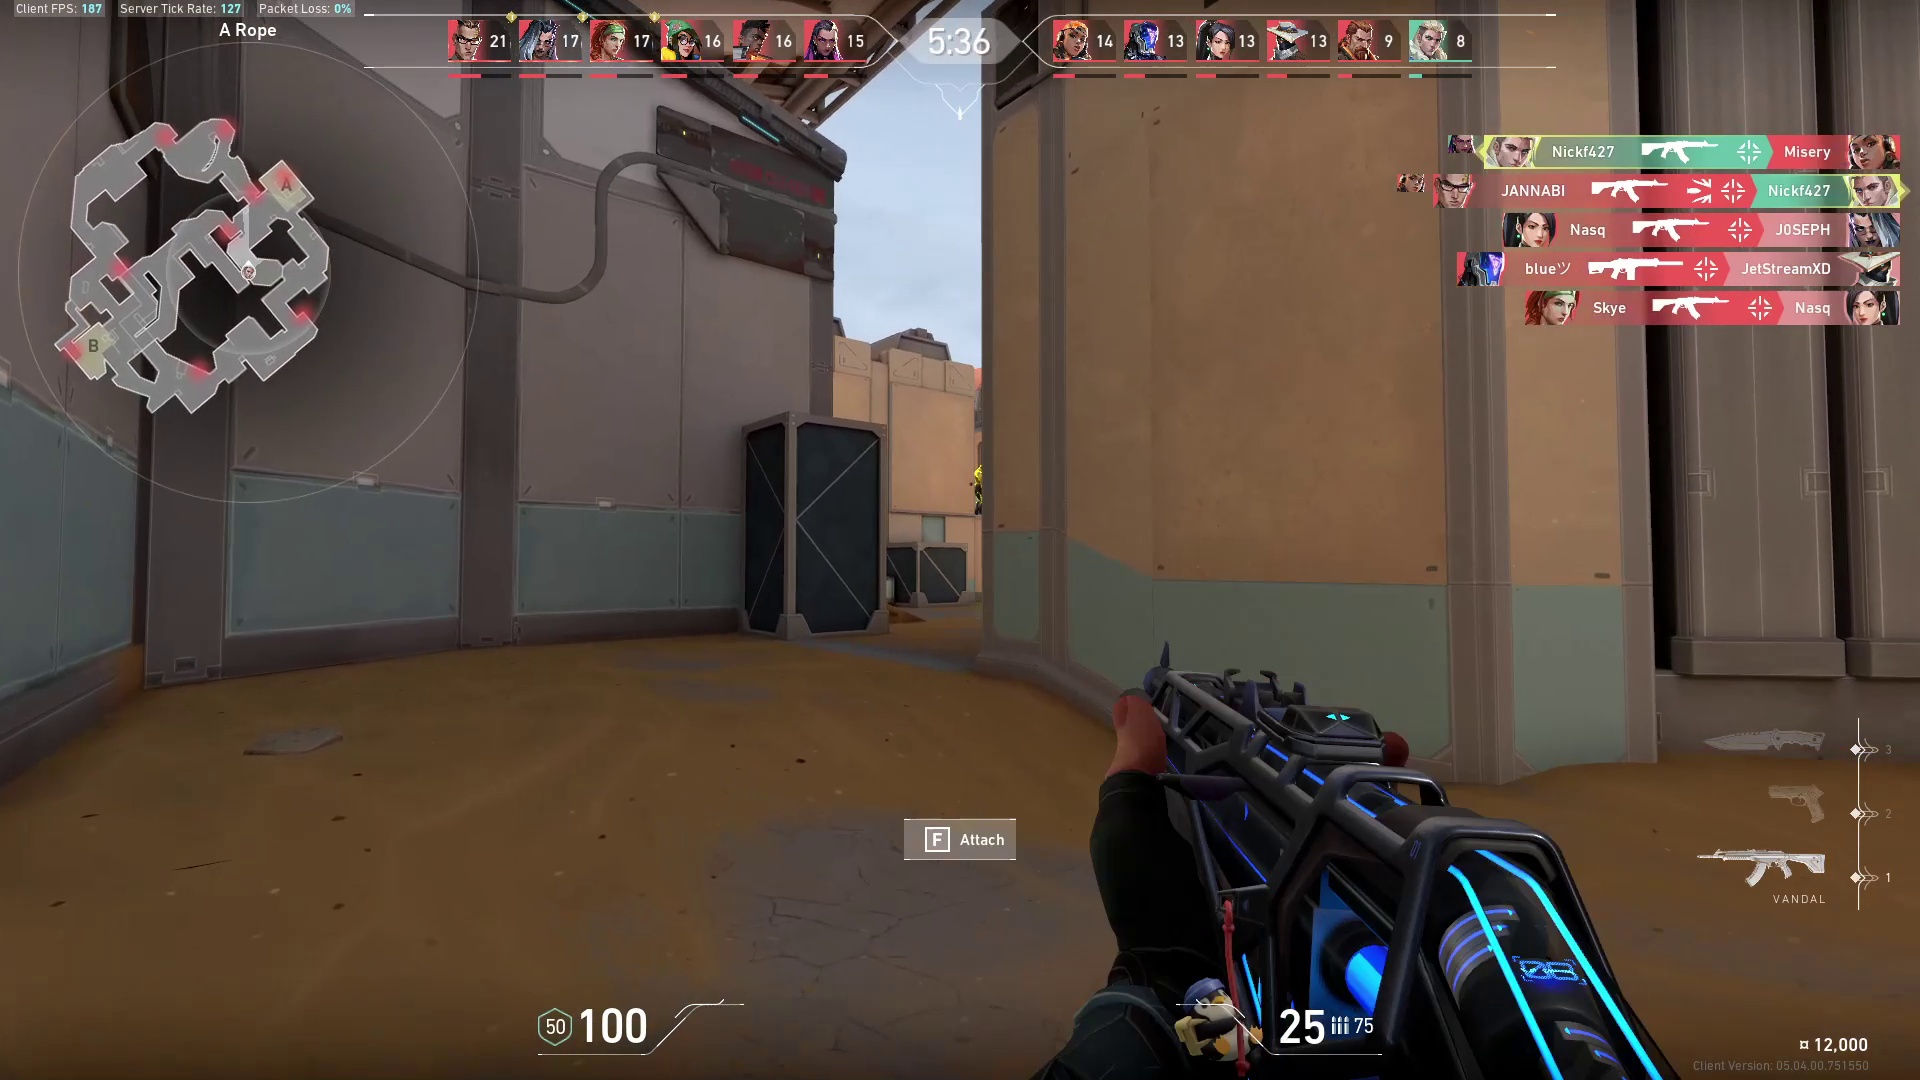 Client FPS: 187 Server Tick Rate: 127 Packet Loss: 0%
A Rope
21 17 17 16 16 15 5:36 14 13 13 13 9 8
Nickf427 Misery
JANNABI Nickf427
Nasq J0SEPH
blueツ JetStreamXD
Skye Nasq
A
B
3
2
1
VANDAL
F Attach
50 100
25 75
¤ 12,000
Client Version: 05.04.00.751550